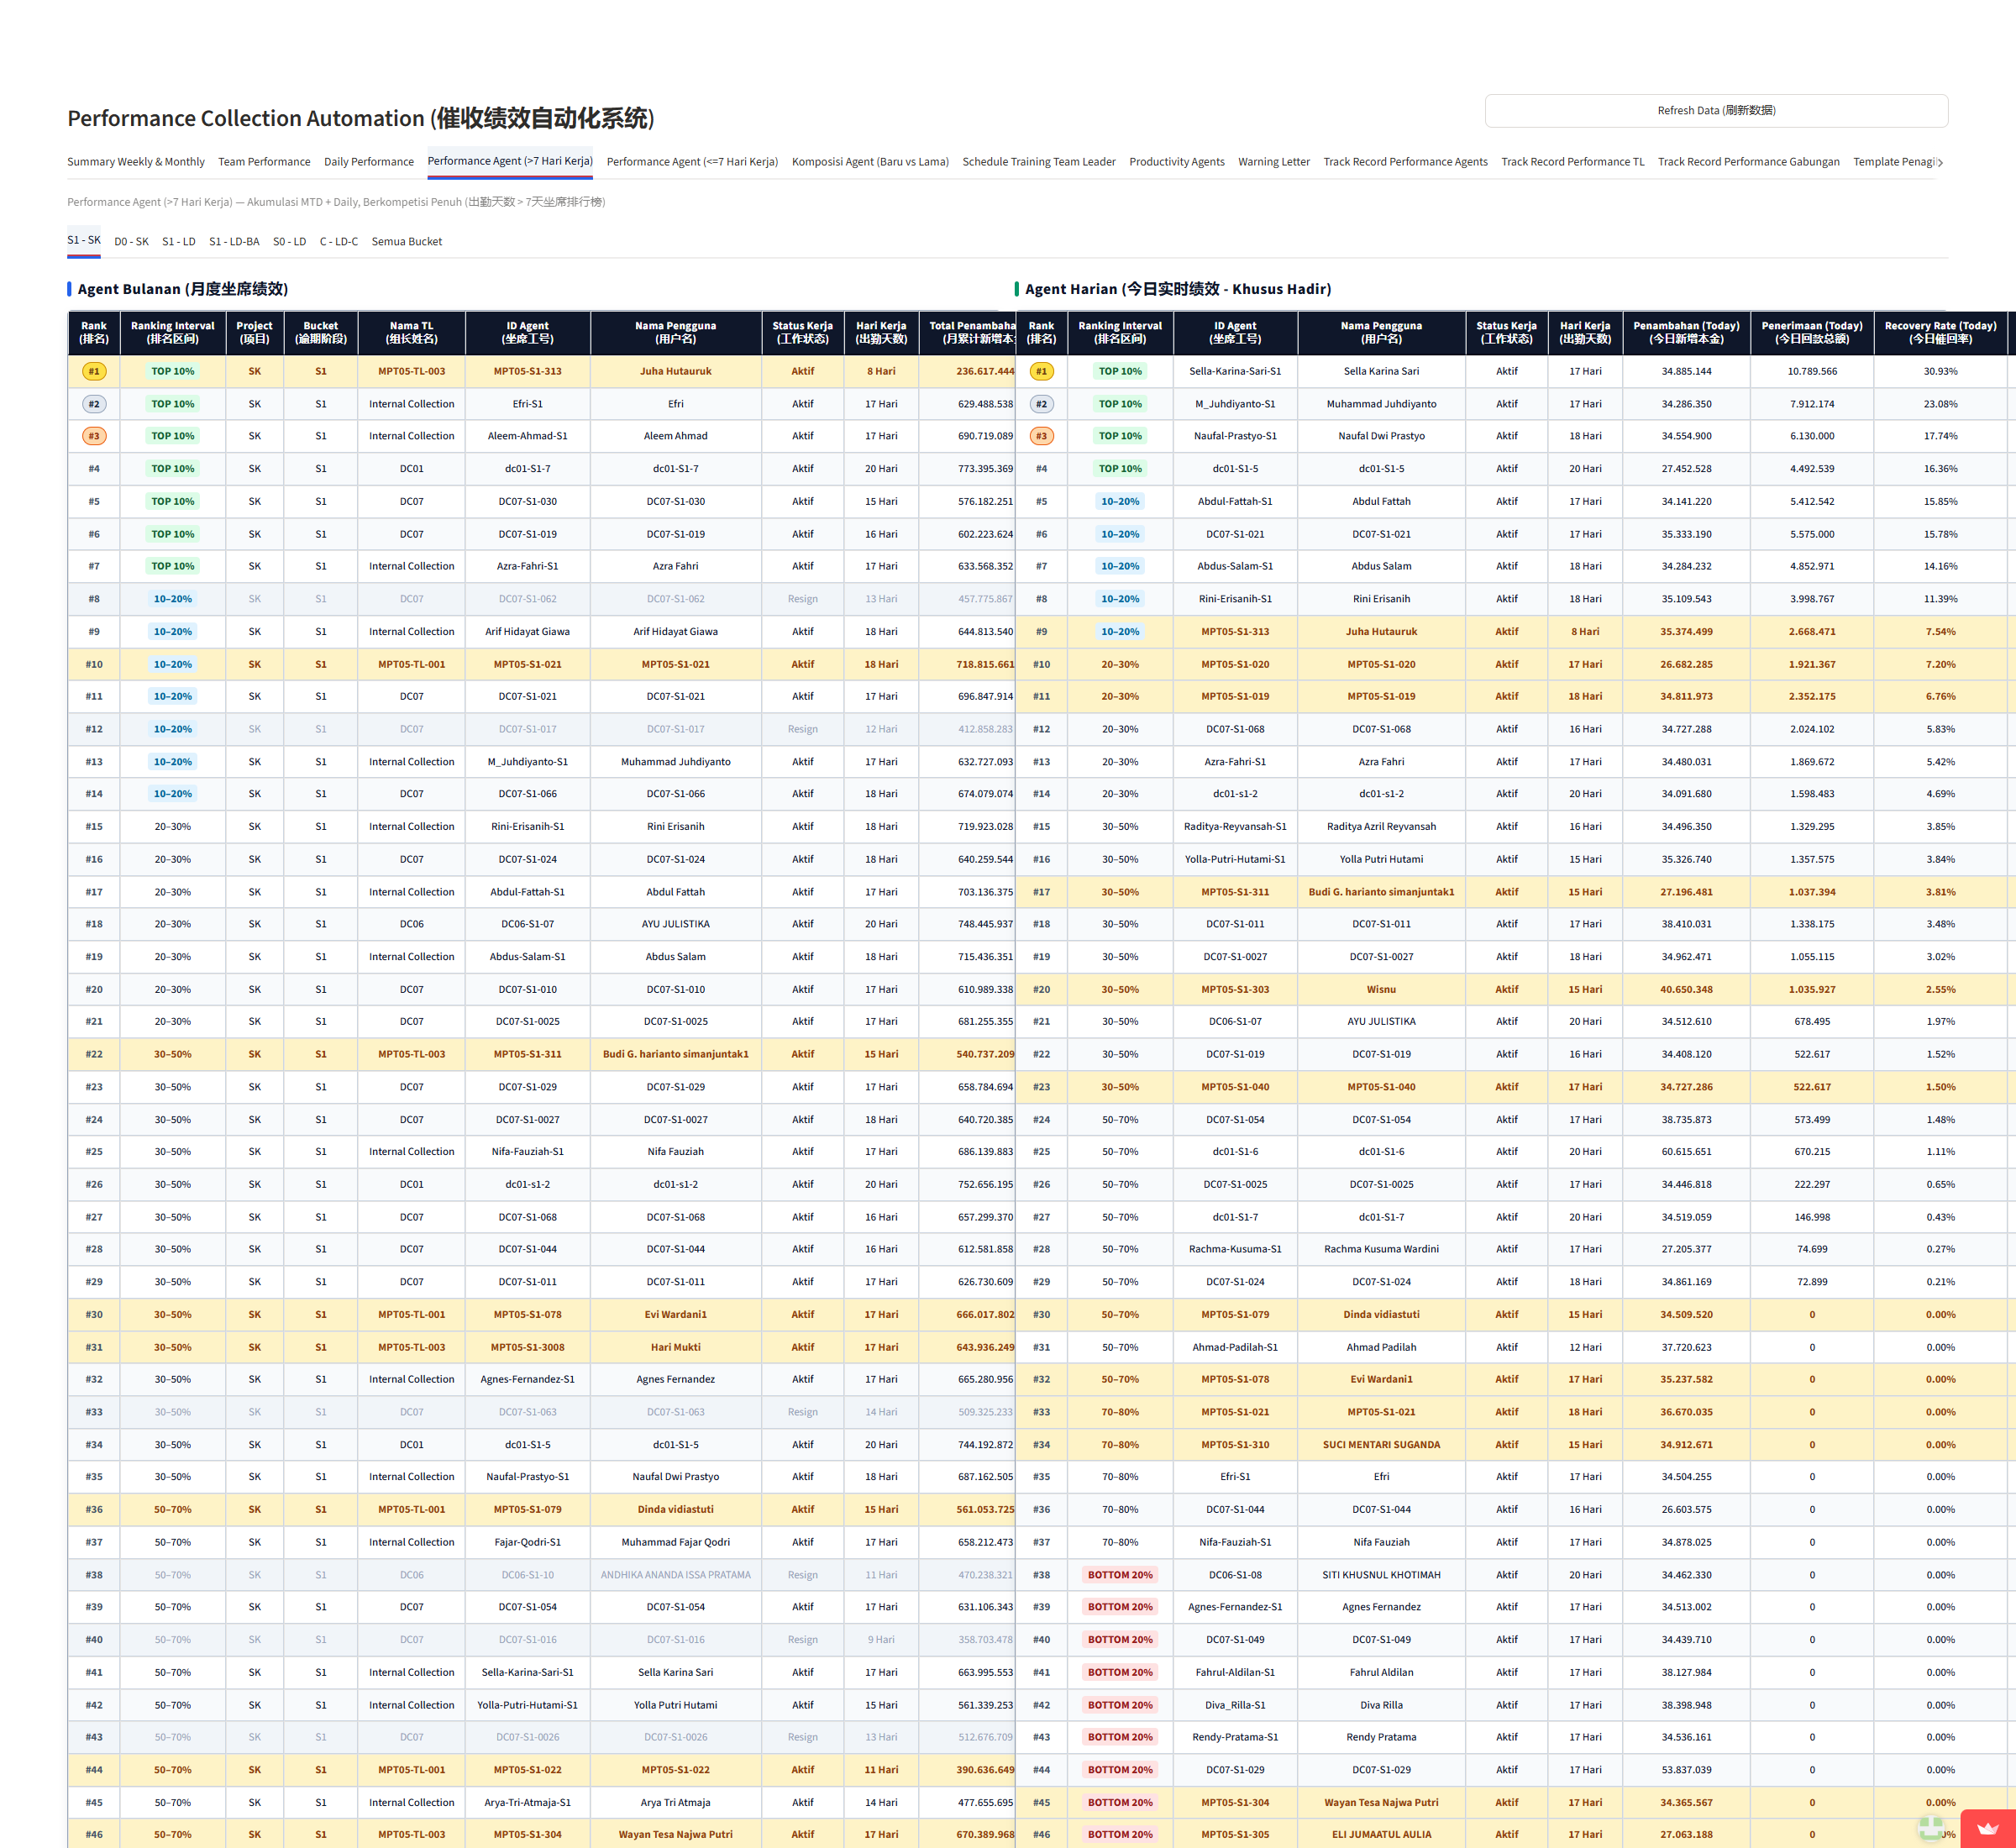 Performance Collection Automation (催收绩效自动化系统)
Refresh Data (刷新数据)
Summary Weekly & Monthly Team Performance Daily Performance Performance Agent (>7 Hari Kerja) Performance Agent (<=7 Hari Kerja) Komposisi Agent (Baru vs Lama) Schedule Training Team Leader Productivity Agents Warning Letter Track Record Performance Agents Track Record Performance TL Track Record Performance Gabungan Template Penagi
Performance Agent (>7 Hari Kerja) — Akumulasi MTD + Daily, Berkompetisi Penuh (出勤天数 > 7天坐席排行榜)
S1 - SK D0 - SK S1 - LD S1 - LD-BA S0 - LD C - LD-C Semua Bucket
Agent Bulanan (月度坐席绩效)
Rank Ranking Interval Project Bucket Nama TL ID Agent Nama Pengguna Status Kerja Hari Kerja Total Penambaha
(排名) (排名区间) (项目) (逾期阶段) (组长姓名) (坐席工号) (用户名) (工作状态) (出勤天数) (月累计新增本
#1 TOP 10% SK S1 MPT05-TL-003 MPT05-S1-313 Juha Hutauruk Aktif 8 Hari 236.617.444
#2 TOP 10% SK S1 Internal Collection Efri-S1 Efri Aktif 17 Hari 629.488.538
#3 TOP 10% SK S1 Internal Collection Aleem-Ahmad-S1 Aleem Ahmad Aktif 17 Hari 690.719.089
#4 TOP 10% SK S1 DC01 dc01-S1-7 dc01-S1-7 Aktif 20 Hari 773.395.369
#5 TOP 10% SK S1 DC07 DC07-S1-030 DC07-S1-030 Aktif 15 Hari 576.182.251
#6 TOP 10% SK S1 DC07 DC07-S1-019 DC07-S1-019 Aktif 16 Hari 602.223.624
#7 TOP 10% SK S1 Internal Collection Azra-Fahri-S1 Azra Fahri Aktif 17 Hari 633.568.352
#8 10–20% SK S1 DC07 DC07-S1-062 DC07-S1-062 Resign 13 Hari 457.775.867
#9 10–20% SK S1 Internal Collection Arif Hidayat Giawa Arif Hidayat Giawa Aktif 18 Hari 644.813.540
#10 10–20% SK S1 MPT05-TL-001 MPT05-S1-021 MPT05-S1-021 Aktif 18 Hari 718.815.661
#11 10–20% SK S1 DC07 DC07-S1-021 DC07-S1-021 Aktif 17 Hari 696.847.914
#12 10–20% SK S1 DC07 DC07-S1-017 DC07-S1-017 Resign 12 Hari 412.858.283
#13 10–20% SK S1 Internal Collection M_Juhdiyanto-S1 Muhammad Juhdiyanto Aktif 17 Hari 632.727.093
#14 10–20% SK S1 DC07 DC07-S1-066 DC07-S1-066 Aktif 18 Hari 674.079.074
#15 20–30% SK S1 Internal Collection Rini-Erisanih-S1 Rini Erisanih Aktif 18 Hari 719.923.028
#16 20–30% SK S1 DC07 DC07-S1-024 DC07-S1-024 Aktif 18 Hari 640.259.544
#17 20–30% SK S1 Internal Collection Abdul-Fattah-S1 Abdul Fattah Aktif 17 Hari 703.136.375
#18 20–30% SK S1 DC06 DC06-S1-07 AYU JULISTIKA Aktif 20 Hari 748.445.937
#19 20–30% SK S1 Internal Collection Abdus-Salam-S1 Abdus Salam Aktif 18 Hari 715.436.351
#20 20–30% SK S1 DC07 DC07-S1-010 DC07-S1-010 Aktif 17 Hari 610.989.338
#21 20–30% SK S1 DC07 DC07-S1-0025 DC07-S1-0025 Aktif 17 Hari 681.255.355
#22 30–50% SK S1 MPT05-TL-003 MPT05-S1-311 Budi G. harianto simanjuntak1 Aktif 15 Hari 540.737.209
#23 30–50% SK S1 DC07 DC07-S1-029 DC07-S1-029 Aktif 17 Hari 658.784.694
#24 30–50% SK S1 DC07 DC07-S1-0027 DC07-S1-0027 Aktif 18 Hari 640.720.385
#25 30–50% SK S1 Internal Collection Nifa-Fauziah-S1 Nifa Fauziah Aktif 17 Hari 686.139.883
#26 30–50% SK S1 DC01 dc01-s1-2 dc01-s1-2 Aktif 20 Hari 752.656.195
#27 30–50% SK S1 DC07 DC07-S1-068 DC07-S1-068 Aktif 16 Hari 657.299.370
#28 30–50% SK S1 DC07 DC07-S1-044 DC07-S1-044 Aktif 16 Hari 612.581.858
#29 30–50% SK S1 DC07 DC07-S1-011 DC07-S1-011 Aktif 17 Hari 626.730.609
#30 30–50% SK S1 MPT05-TL-001 MPT05-S1-078 Evi Wardani1 Aktif 17 Hari 666.017.802
#31 30–50% SK S1 MPT05-TL-003 MPT05-S1-3008 Hari Mukti Aktif 17 Hari 643.936.249
#32 30–50% SK S1 Internal Collection Agnes-Fernandez-S1 Agnes Fernandez Aktif 17 Hari 665.280.956
#33 30–50% SK S1 DC07 DC07-S1-063 DC07-S1-063 Resign 14 Hari 509.325.233
#34 30–50% SK S1 DC01 dc01-S1-5 dc01-S1-5 Aktif 20 Hari 744.192.872
#35 30–50% SK S1 Internal Collection Naufal-Prastyo-S1 Naufal Dwi Prastyo Aktif 18 Hari 687.162.505
#36 50–70% SK S1 MPT05-TL-001 MPT05-S1-079 Dinda vidiastuti Aktif 15 Hari 561.053.725
#37 50–70% SK S1 Internal Collection Fajar-Qodri-S1 Muhammad Fajar Qodri Aktif 17 Hari 658.212.473
#38 50–70% SK S1 DC06 DC06-S1-10 ANDHIKA ANANDA ISSA PRATAMA Resign 11 Hari 470.238.321
#39 50–70% SK S1 DC07 DC07-S1-054 DC07-S1-054 Aktif 17 Hari 631.106.343
#40 50–70% SK S1 DC07 DC07-S1-016 DC07-S1-016 Resign 9 Hari 358.703.478
#41 50–70% SK S1 Internal Collection Sella-Karina-Sari-S1 Sella Karina Sari Aktif 17 Hari 663.995.553
#42 50–70% SK S1 Internal Collection Yolla-Putri-Hutami-S1 Yolla Putri Hutami Aktif 15 Hari 561.339.253
#43 50–70% SK S1 DC07 DC07-S1-0026 DC07-S1-0026 Resign 13 Hari 512.676.709
#44 50–70% SK S1 MPT05-TL-001 MPT05-S1-022 MPT05-S1-022 Aktif 11 Hari 390.636.649
#45 50–70% SK S1 Internal Collection Arya-Tri-Atmaja-S1 Arya Tri Atmaja Aktif 14 Hari 477.655.695
#46 50–70% SK S1 MPT05-TL-003 MPT05-S1-304 Wayan Tesa Najwa Putri Aktif 17 Hari 670.389.968
Agent Harian (今日实时绩效 - Khusus Hadir)
Rank Ranking Interval ID Agent Nama Pengguna Status Kerja Hari Kerja Penambahan (Today) Penerimaan (Today) Recovery Rate (Today)
(排名) (排名区间) (坐席工号) (用户名) (工作状态) (出勤天数) (今日新增本金) (今日回款总额) (今日催回率)
#1 TOP 10% Sella-Karina-Sari-S1 Sella Karina Sari Aktif 17 Hari 34.885.144 10.789.566 30.93%
#2 TOP 10% M_Juhdiyanto-S1 Muhammad Juhdiyanto Aktif 17 Hari 34.286.350 7.912.174 23.08%
#3 TOP 10% Naufal-Prastyo-S1 Naufal Dwi Prastyo Aktif 18 Hari 34.554.900 6.130.000 17.74%
#4 TOP 10% dc01-S1-5 dc01-S1-5 Aktif 20 Hari 27.452.528 4.492.539 16.36%
#5 10–20% Abdul-Fattah-S1 Abdul Fattah Aktif 17 Hari 34.141.220 5.412.542 15.85%
#6 10–20% DC07-S1-021 DC07-S1-021 Aktif 17 Hari 35.333.190 5.575.000 15.78%
#7 10–20% Abdus-Salam-S1 Abdus Salam Aktif 18 Hari 34.284.232 4.852.971 14.16%
#8 10–20% Rini-Erisanih-S1 Rini Erisanih Aktif 18 Hari 35.109.543 3.998.767 11.39%
#9 10–20% MPT05-S1-313 Juha Hutauruk Aktif 8 Hari 35.374.499 2.668.471 7.54%
#10 20–30% MPT05-S1-020 MPT05-S1-020 Aktif 17 Hari 26.682.285 1.921.367 7.20%
#11 20–30% MPT05-S1-019 MPT05-S1-019 Aktif 18 Hari 34.811.973 2.352.175 6.76%
#12 20–30% DC07-S1-068 DC07-S1-068 Aktif 16 Hari 34.727.288 2.024.102 5.83%
#13 20–30% Azra-Fahri-S1 Azra Fahri Aktif 17 Hari 34.480.031 1.869.672 5.42%
#14 20–30% dc01-s1-2 dc01-s1-2 Aktif 20 Hari 34.091.680 1.598.483 4.69%
#15 30–50% Raditya-Reyvansah-S1 Raditya Azril Reyvansah Aktif 16 Hari 34.496.350 1.329.295 3.85%
#16 30–50% Yolla-Putri-Hutami-S1 Yolla Putri Hutami Aktif 15 Hari 35.326.740 1.357.575 3.84%
#17 30–50% MPT05-S1-311 Budi G. harianto simanjuntak1 Aktif 15 Hari 27.196.481 1.037.394 3.81%
#18 30–50% DC07-S1-011 DC07-S1-011 Aktif 17 Hari 38.410.031 1.338.175 3.48%
#19 30–50% DC07-S1-0027 DC07-S1-0027 Aktif 18 Hari 34.962.471 1.055.115 3.02%
#20 30–50% MPT05-S1-303 Wisnu Aktif 15 Hari 40.650.348 1.035.927 2.55%
#21 30–50% DC06-S1-07 AYU JULISTIKA Aktif 20 Hari 34.512.610 678.495 1.97%
#22 30–50% DC07-S1-019 DC07-S1-019 Aktif 16 Hari 34.408.120 522.617 1.52%
#23 30–50% MPT05-S1-040 MPT05-S1-040 Aktif 17 Hari 34.727.286 522.617 1.50%
#24 50–70% DC07-S1-054 DC07-S1-054 Aktif 17 Hari 38.735.873 573.499 1.48%
#25 50–70% dc01-S1-6 dc01-S1-6 Aktif 20 Hari 60.615.651 670.215 1.11%
#26 50–70% DC07-S1-0025 DC07-S1-0025 Aktif 17 Hari 34.446.818 222.297 0.65%
#27 50–70% dc01-S1-7 dc01-S1-7 Aktif 20 Hari 34.519.059 146.998 0.43%
#28 50–70% Rachma-Kusuma-S1 Rachma Kusuma Wardini Aktif 17 Hari 27.205.377 74.699 0.27%
#29 50–70% DC07-S1-024 DC07-S1-024 Aktif 18 Hari 34.861.169 72.899 0.21%
#30 50–70% MPT05-S1-079 Dinda vidiastuti Aktif 15 Hari 34.509.520 0 0.00%
#31 50–70% Ahmad-Padilah-S1 Ahmad Padilah Aktif 12 Hari 37.720.623 0 0.00%
#32 50–70% MPT05-S1-078 Evi Wardani1 Aktif 17 Hari 35.237.582 0 0.00%
#33 70–80% MPT05-S1-021 MPT05-S1-021 Aktif 18 Hari 36.670.035 0 0.00%
#34 70–80% MPT05-S1-310 SUCI MENTARI SUGANDA Aktif 15 Hari 34.912.671 0 0.00%
#35 70–80% Efri-S1 Efri Aktif 17 Hari 34.504.255 0 0.00%
#36 70–80% DC07-S1-044 DC07-S1-044 Aktif 16 Hari 26.603.575 0 0.00%
#37 70–80% Nifa-Fauziah-S1 Nifa Fauziah Aktif 17 Hari 34.878.025 0 0.00%
#38 BOTTOM 20% DC06-S1-08 SITI KHUSNUL KHOTIMAH Aktif 20 Hari 34.462.330 0 0.00%
#39 BOTTOM 20% Agnes-Fernandez-S1 Agnes Fernandez Aktif 17 Hari 34.513.002 0 0.00%
#40 BOTTOM 20% DC07-S1-049 DC07-S1-049 Aktif 17 Hari 34.439.710 0 0.00%
#41 BOTTOM 20% Fahrul-Aldilan-S1 Fahrul Aldilan Aktif 17 Hari 38.127.984 0 0.00%
#42 BOTTOM 20% Diva_Rilla-S1 Diva Rilla Aktif 17 Hari 38.398.948 0 0.00%
#43 BOTTOM 20% Rendy-Pratama-S1 Rendy Pratama Aktif 17 Hari 34.536.161 0 0.00%
#44 BOTTOM 20% DC07-S1-029 DC07-S1-029 Aktif 17 Hari 53.837.039 0 0.00%
#45 BOTTOM 20% MPT05-S1-304 Wayan Tesa Najwa Putri Aktif 17 Hari 34.365.567 0 0.00%
#46 BOTTOM 20% MPT05-S1-305 ELI JUMAATUL AULIA Aktif 17 Hari 27.063.188 0